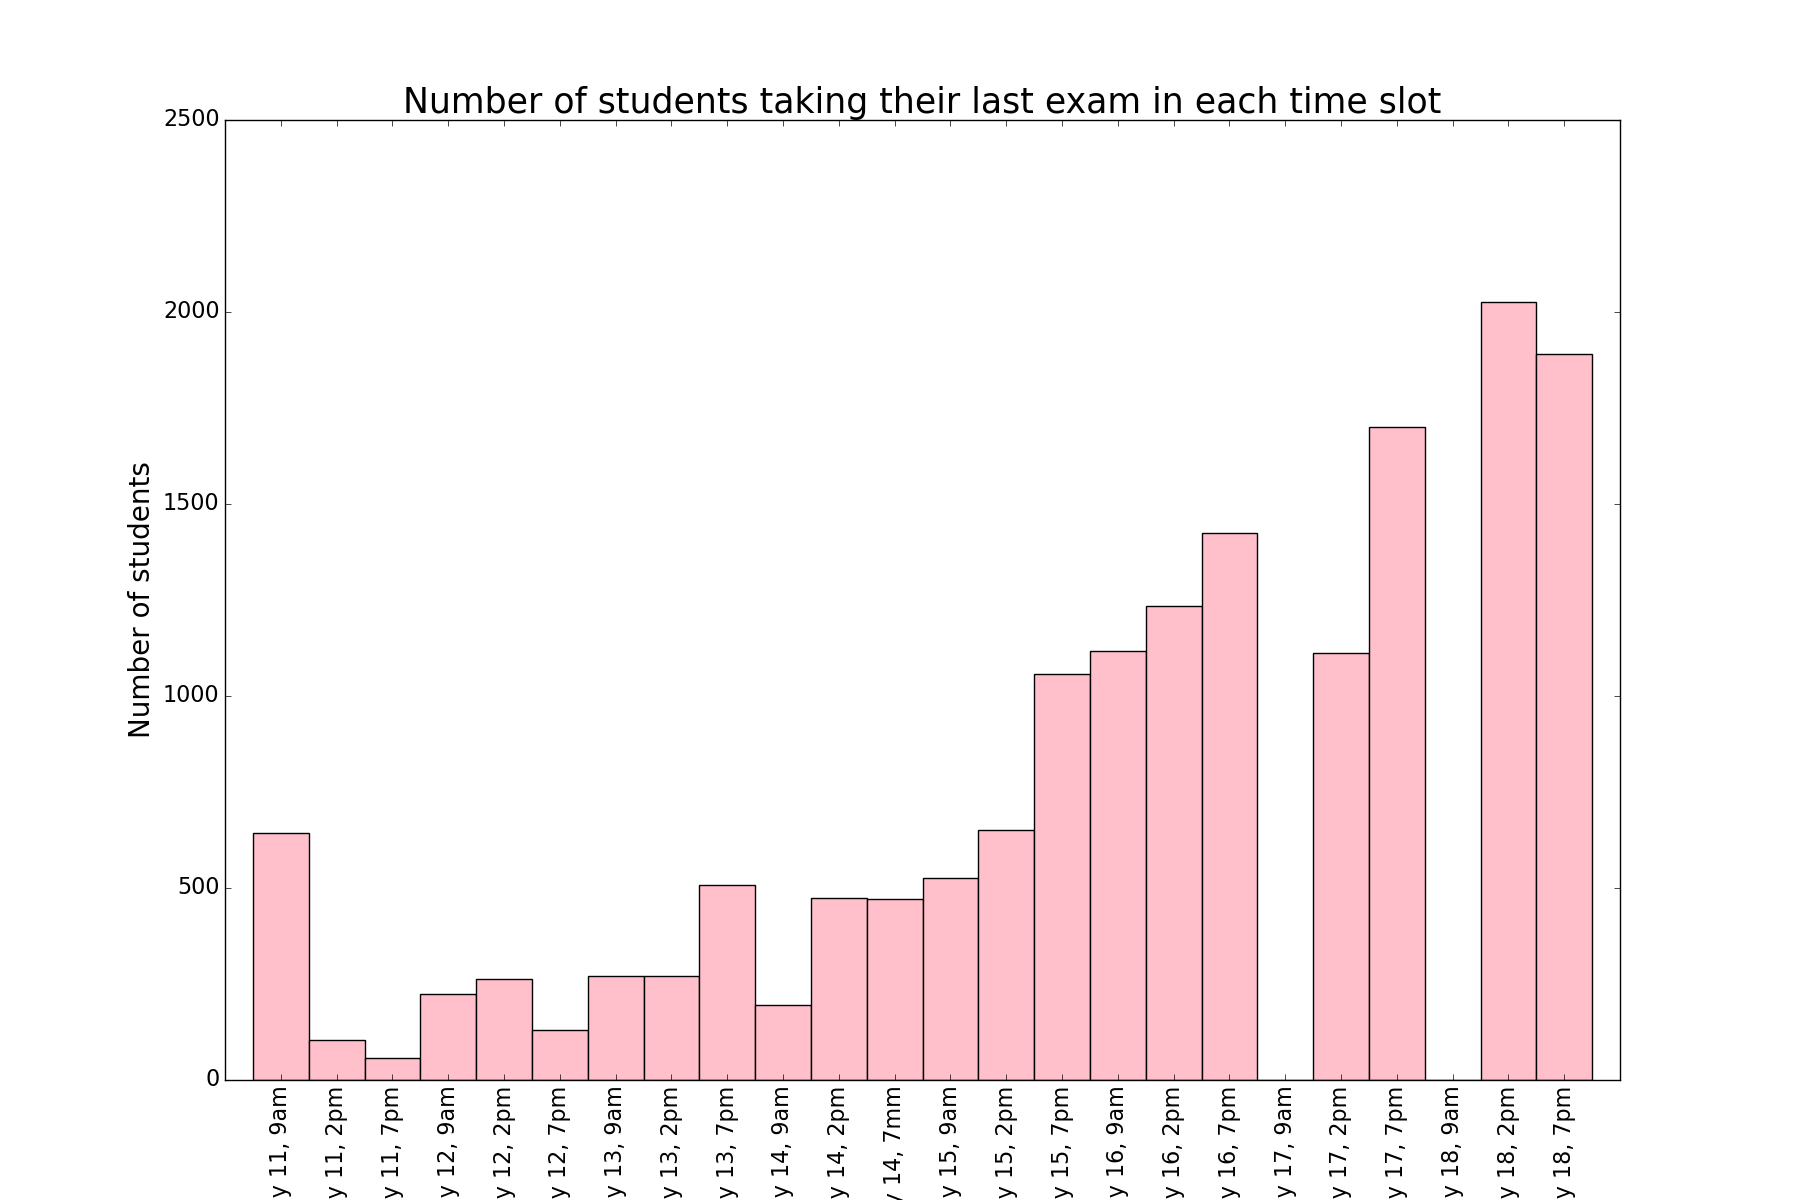 Number of students taking their last exam in each time slot
Number of students
2500
2000
1500
1000
500
0
y 11, 9am
y 11, 2pm
y 11, 7pm
y 12, 9am
y 12, 2pm
y 12, 7pm
y 13, 9am
y 13, 2pm
y 13, 7pm
y 14, 9am
y 14, 2pm
y 14, 7mm
y 15, 9am
y 15, 2pm
y 15, 7pm
y 16, 9am
y 16, 2pm
y 16, 7pm
y 17, 9am
y 17, 2pm
y 17, 7pm
y 18, 9am
y 18, 2pm
y 18, 7pm